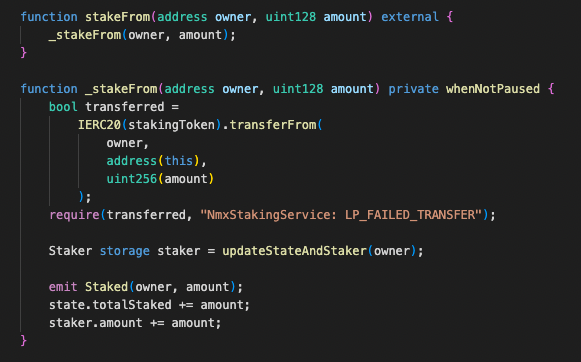 function stakeFrom(address owner, uint128 amount) external {
    _stakeFrom(owner, amount);
}

function _stakeFrom(address owner, uint128 amount) private whenNotPaused {
    bool transferred =
        IERC20(stakingToken).transferFrom(
            owner,
            address(this),
            uint256(amount)
        );
    require(transferred, "NmxStakingService: LP_FAILED_TRANSFER");

    Staker storage staker = updateStateAndStaker(owner);

    emit Staked(owner, amount);
    state.totalStaked += amount;
    staker.amount += amount;
}